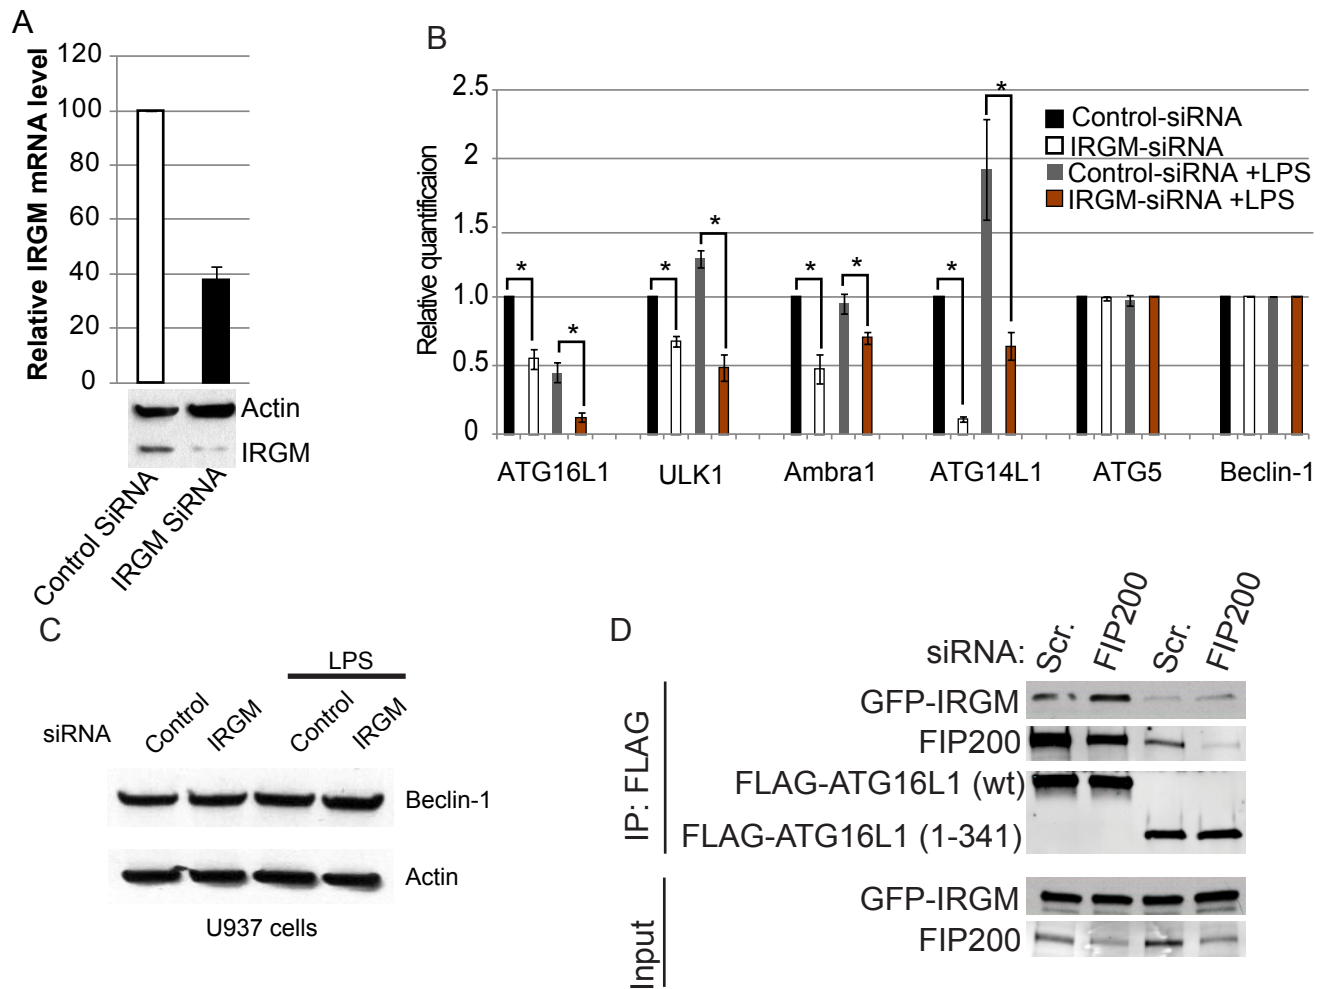 A
Relative IRGM mRNA level
120
100
80
60
40
20
0
Actin
IRGM
Control SiRNA
IRGM SiRNA
B
Relative quantificaion
2.5
2
1.5
1.0
0.5
0
* * * * * * * *
Control-siRNA
IRGM-siRNA
Control-siRNA +LPS
IRGM-siRNA +LPS
ATG16L1 ULK1 Ambra1 ATG14L1 ATG5 Beclin-1
C
LPS
siRNA Control IRGM Control IRGM
Beclin-1
Actin
U937 cells
D
siRNA: Scr. FIP200 Scr. FIP200
IP: FLAG
GFP-IRGM
FIP200
FLAG-ATG16L1 (wt)
FLAG-ATG16L1 (1-341)
Input
GFP-IRGM
FIP200